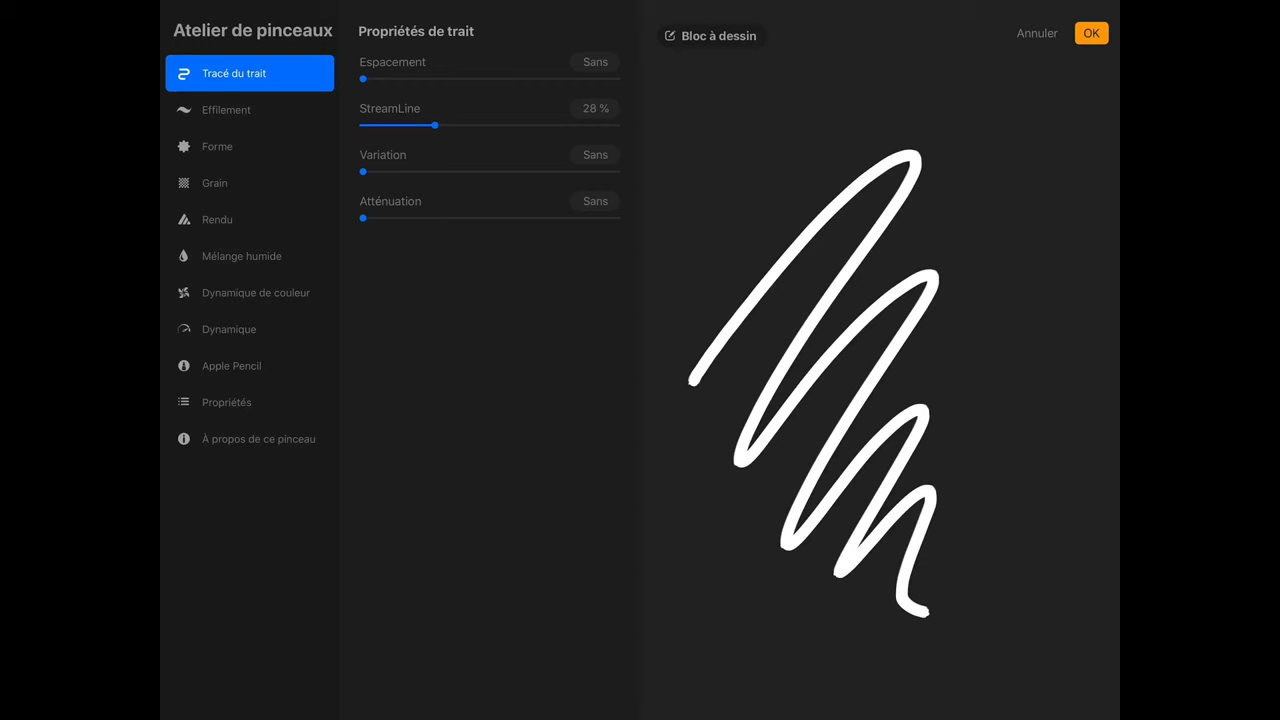 Atelier de pinceaux
Tracé du trait
Effilement
Forme
Grain
Rendu
Mélange humide
Dynamique de couleur
Dynamique
Apple Pencil
Propriétés
À propos de ce pinceau
Propriétés de trait
Espacement Sans
StreamLine 28 %
Variation Sans
Atténuation Sans
Bloc à dessin
Annuler
OK